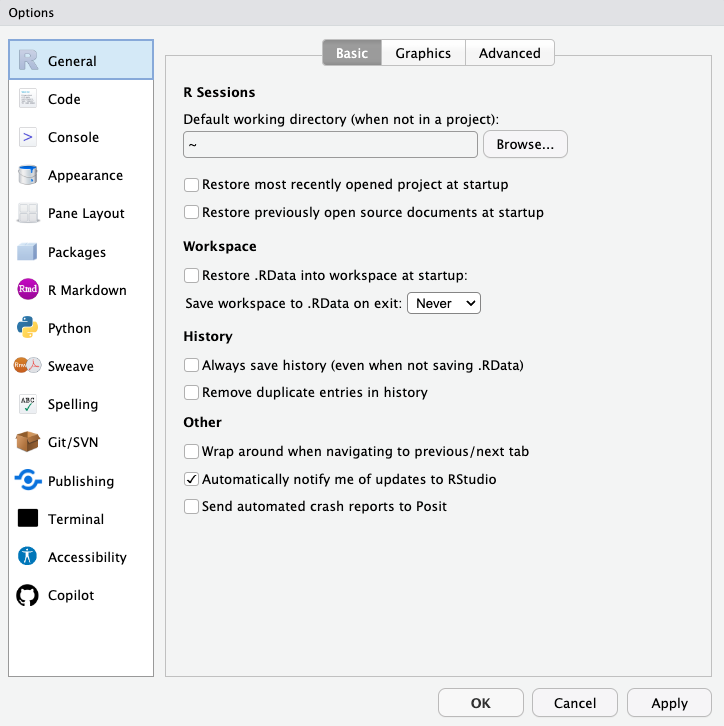 Options
General
Code
Console
Appearance
Pane Layout
Packages
R Markdown
Python
Sweave
Spelling
Git/SVN
Publishing
Terminal
Accessibility
Copilot
Basic Graphics Advanced
R Sessions
Default working directory (when not in a project):
~ Browse...
Restore most recently opened project at startup
Restore previously open source documents at startup
Workspace
Restore .RData into workspace at startup:
Save workspace to .RData on exit: Never
History
Always save history (even when not saving .RData)
Remove duplicate entries in history
Other
Wrap around when navigating to previous/next tab
Automatically notify me of updates to RStudio
Send automated crash reports to Posit
OK Cancel Apply